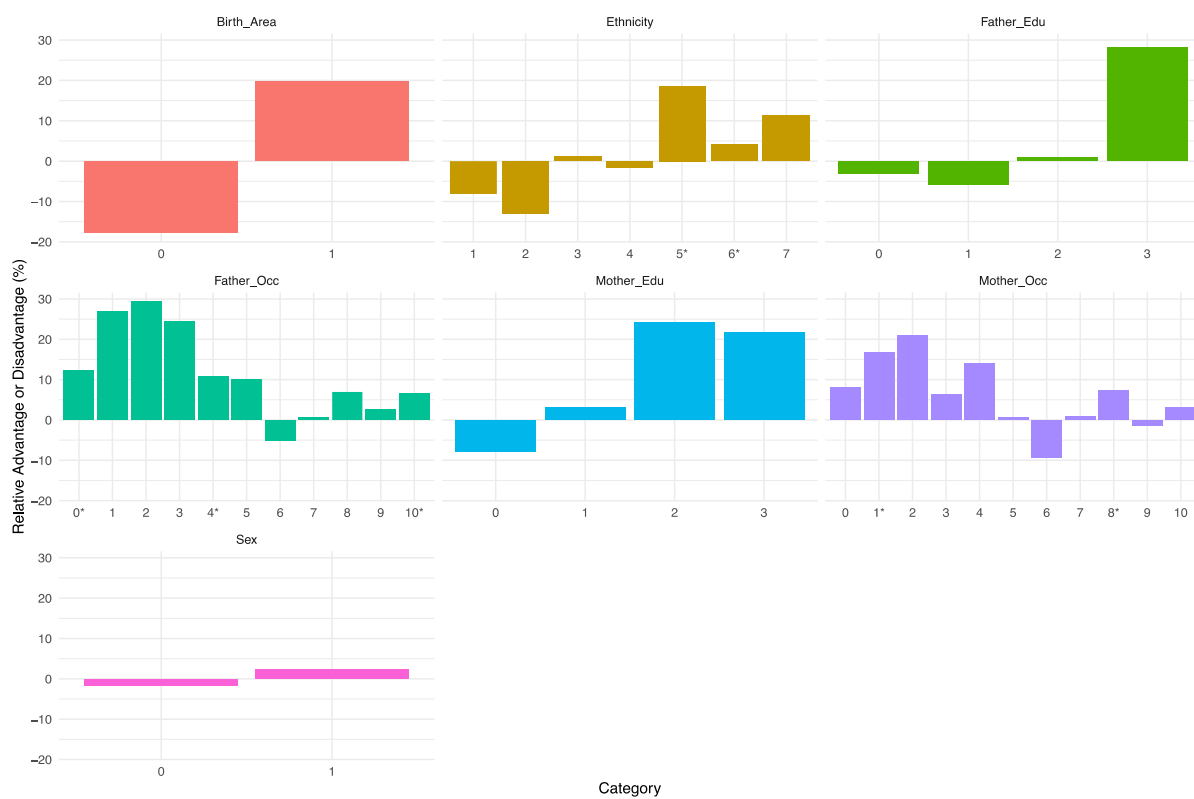 Birth_Area
Ethnicity
Father_Edu
30
20
10
0
−10
−20
0 1
1 2 3 4 5* 6* 7
0 1 2 3
Father_Occ
Mother_Edu
Mother_Occ
30
20
10
0
−10
−20
0* 1 2 3 4* 5 6 7 8 9 10*
0 1 2 3
0 1* 2 3 4 5 6 7 8* 9 10
Sex
30
20
10
0
−10
−20
0 1
Relative Advantage or Disadvantage (%)
Category